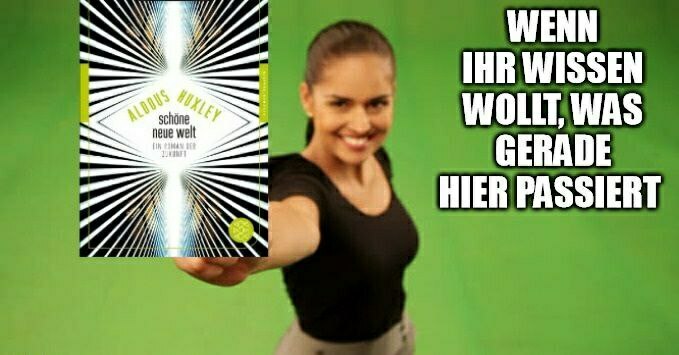 ALDOUS HUXLEY
schöne
neue welt
EIN ROMAN DER
ZUKUNFT
WENN
IHR WISSEN
WOLLT, WAS
GERADE
HIER PASSIERT